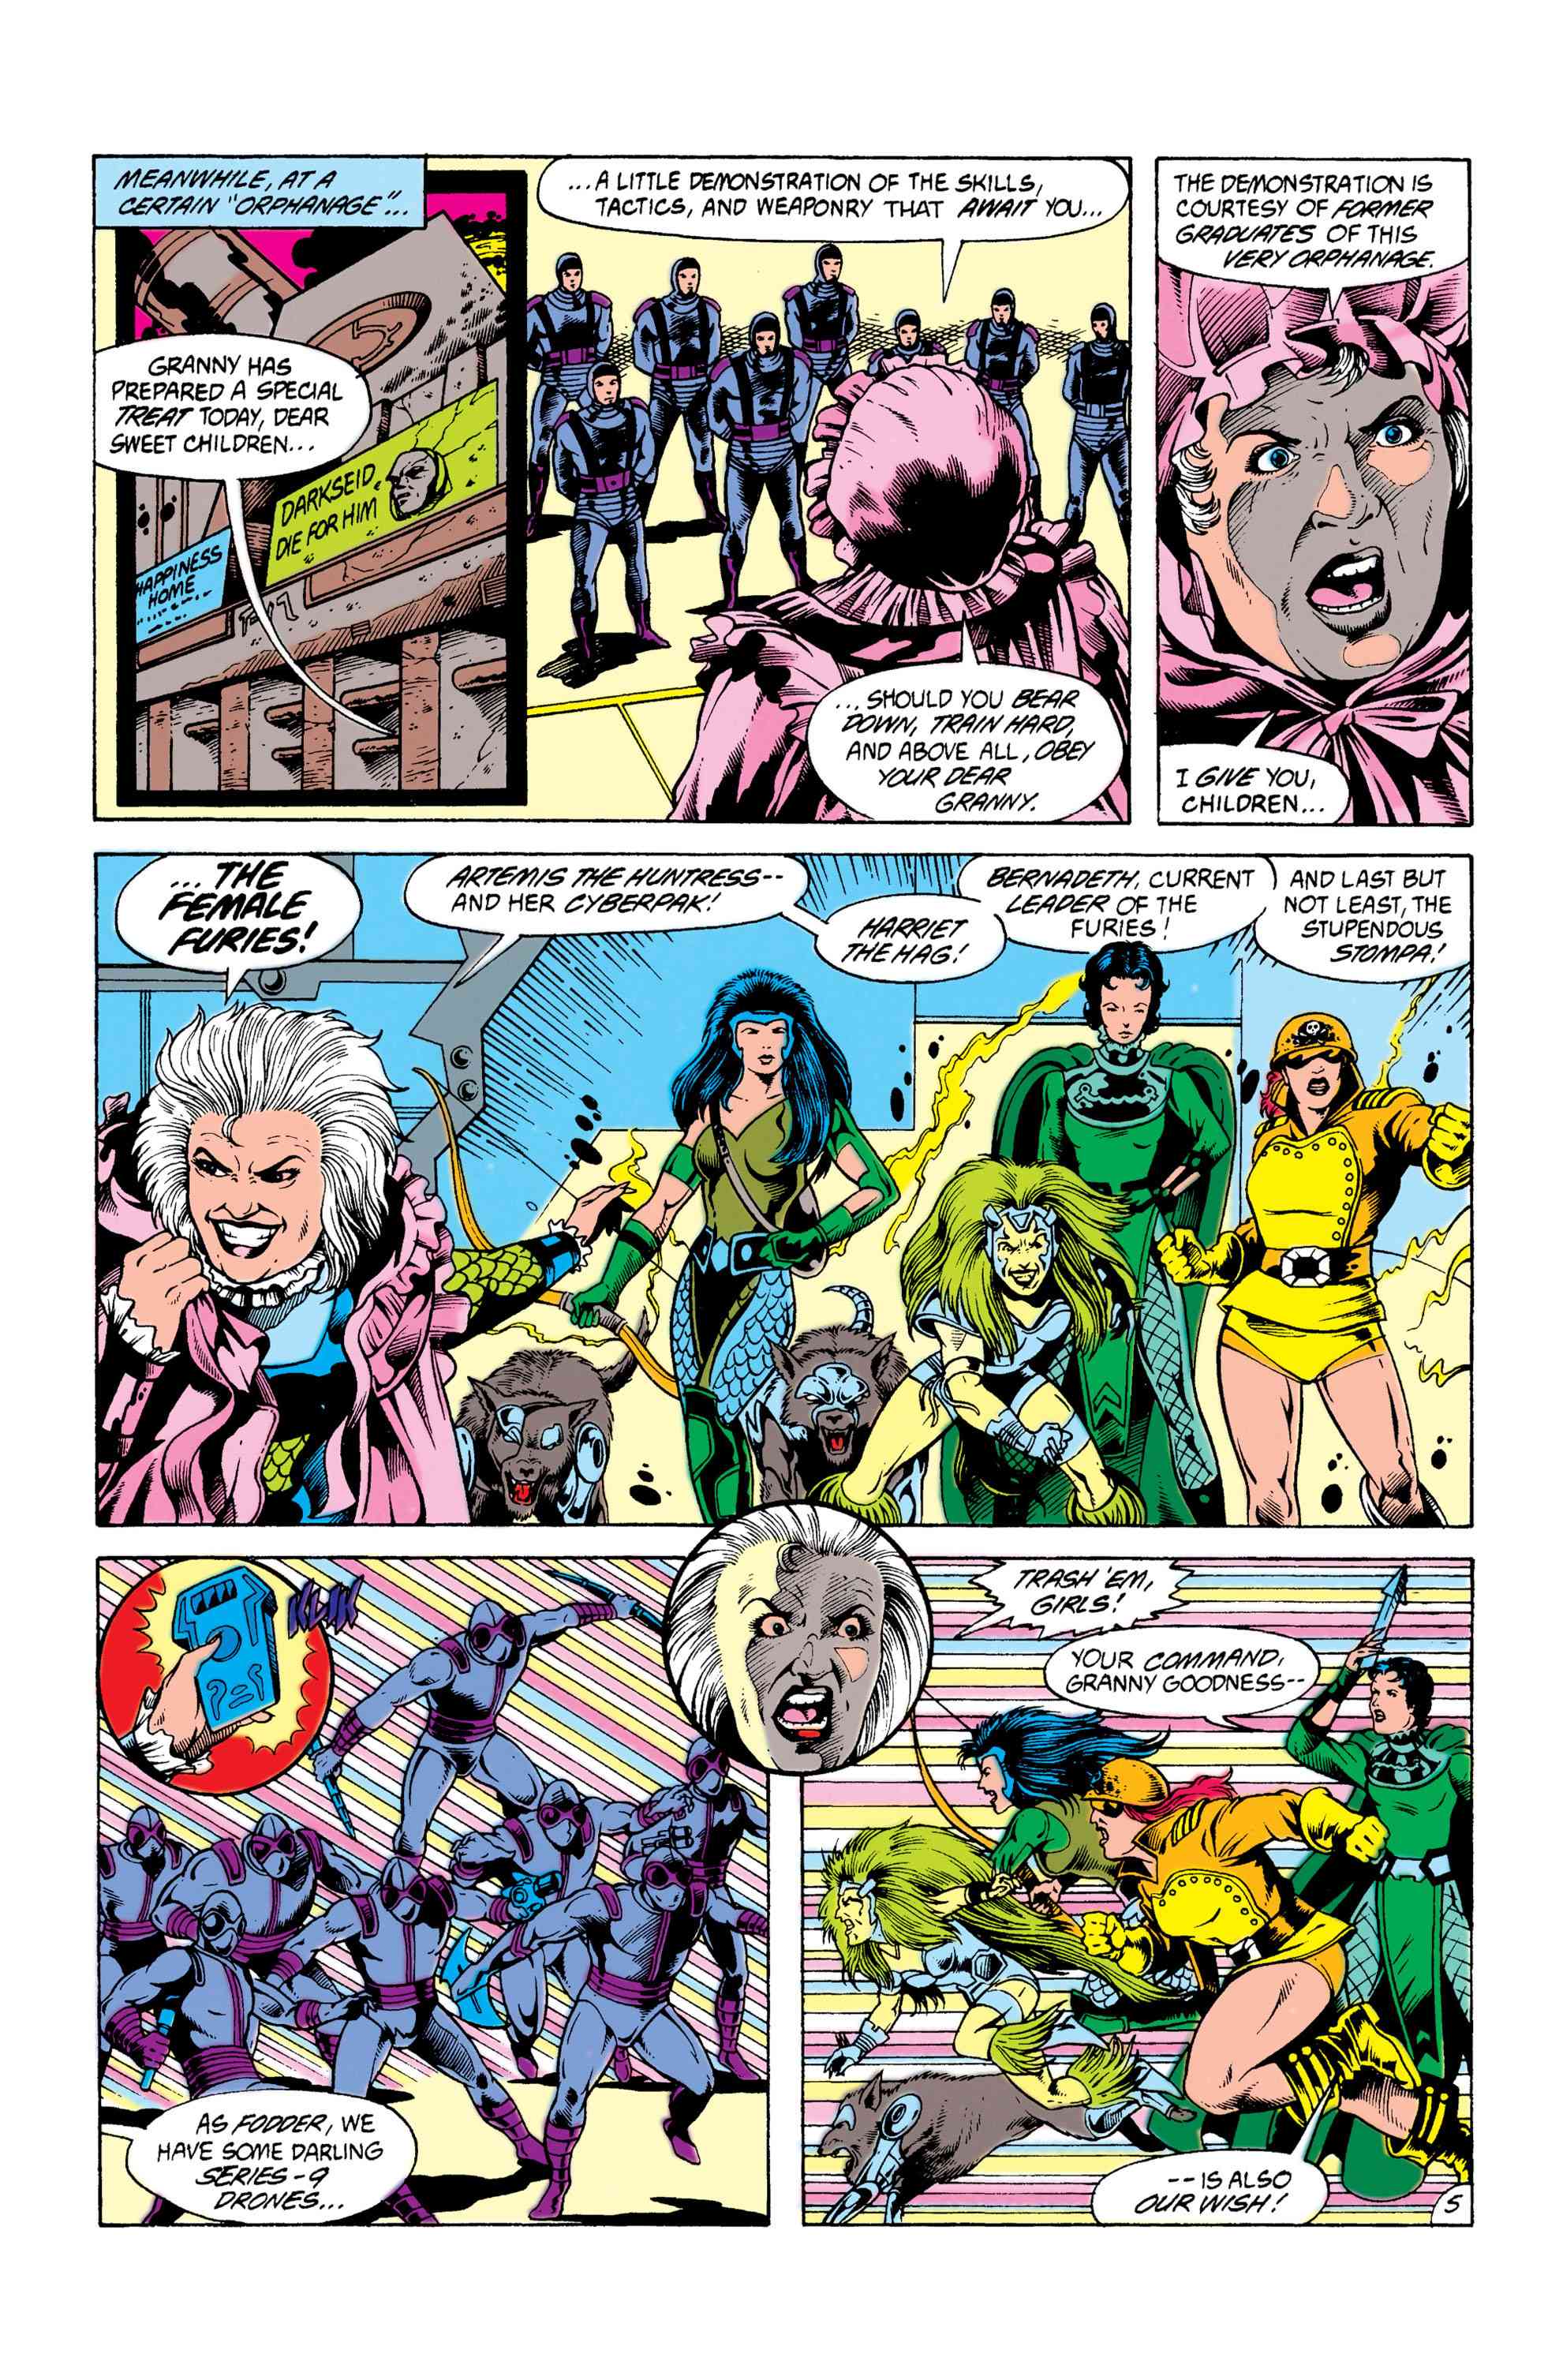 MEANWHILE, AT A
CERTAIN "ORPHANAGE"...
GRANNY HAS
PREPARED A SPECIAL
TREAT TODAY, DEAR
SWEET CHILDREN...
DARKSEID,
DIE FOR HIM
HAPPINESS
HOME
...A LITTLE DEMONSTRATION OF THE SKILLS,
TACTICS, AND WEAPONRY THAT AWAIT YOU...
...SHOULD YOU BEAR
DOWN, TRAIN HARD,
AND ABOVE ALL, OBEY
YOUR DEAR
GRANNY.
THE DEMONSTRATION IS
COURTESY OF FORMER
GRADUATES OF THIS
VERY ORPHANAGE.
I GIVE YOU,
CHILDREN...
...THE
FEMALE
FURIES!
ARTEMIS THE HUNTRESS--
AND HER CYBERPAK!
HARRIET
THE HAG!
BERNADETH, CURRENT
LEADER OF THE
FURIES!
AND LAST BUT
NOT LEAST, THE
STUPENDOUS
STOMPA!
KLIK
AS FODDER, WE
HAVE SOME DARLING
SERIES-9
DRONES...
TRASH 'EM,
GIRLS!
YOUR COMMAND,
GRANNY GOODNESS--
--IS ALSO
OUR WISH!
5